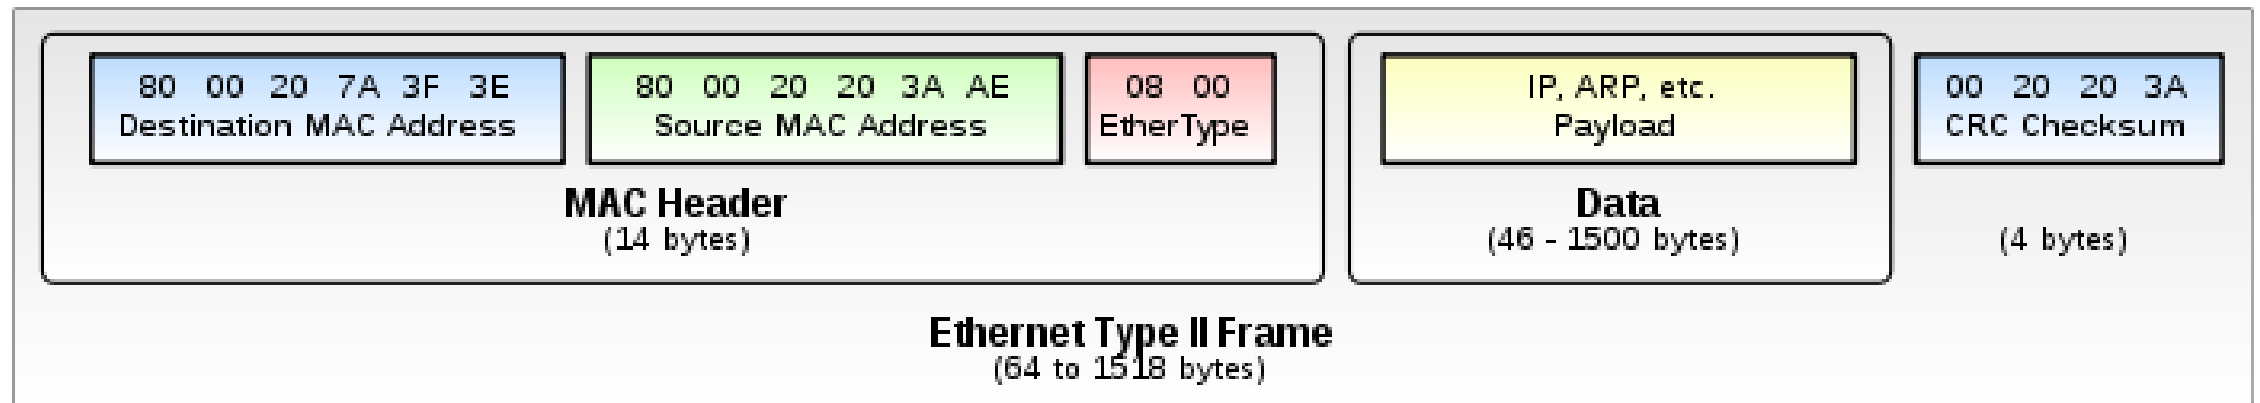 80 00 20 7A 3F 3E
Destination MAC Address
80 00 20 20 3A AE
Source MAC Address
08 00
EtherType
MAC Header
(14 bytes)
IP, ARP, etc.
Payload
Data
(46 - 1500 bytes)
00 20 20 3A
CRC Checksum
(4 bytes)
Ethernet Type II Frame
(64 to 1518 bytes)